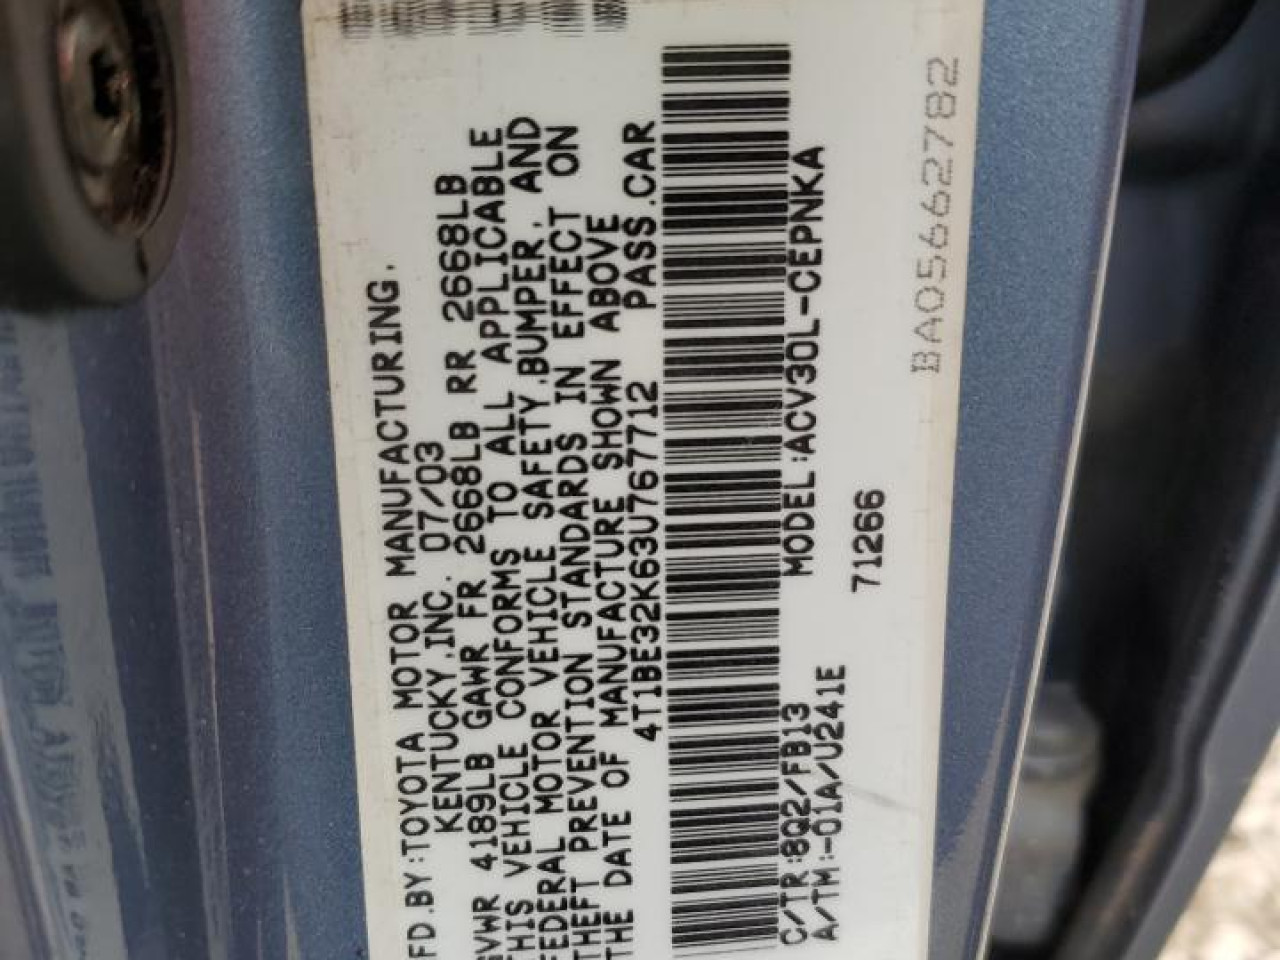 FD.BY:TOYOTA MOTOR MANUFACTURING.
KENTUCKY,INC. 07/03
GVWR 4189LB GAWR FR 2668LB RR 2668LB
THIS VEHICLE CONFORMS TO ALL APPLICABLE
FEDERAL MOTOR VEHICLE SAFETY,BUMPER, AND
THEFT PREVENTION STANDARDS IN EFFECT ON
THE DATE OF MANUFACTURE SHOWN ABOVE
4T1BE32K63U767712 PASS.CAR
MODEL:ACV30L-CEPNKA
C/TR:8Q2/FB13
71266
A/TM:-01A/U241E
BA05662782